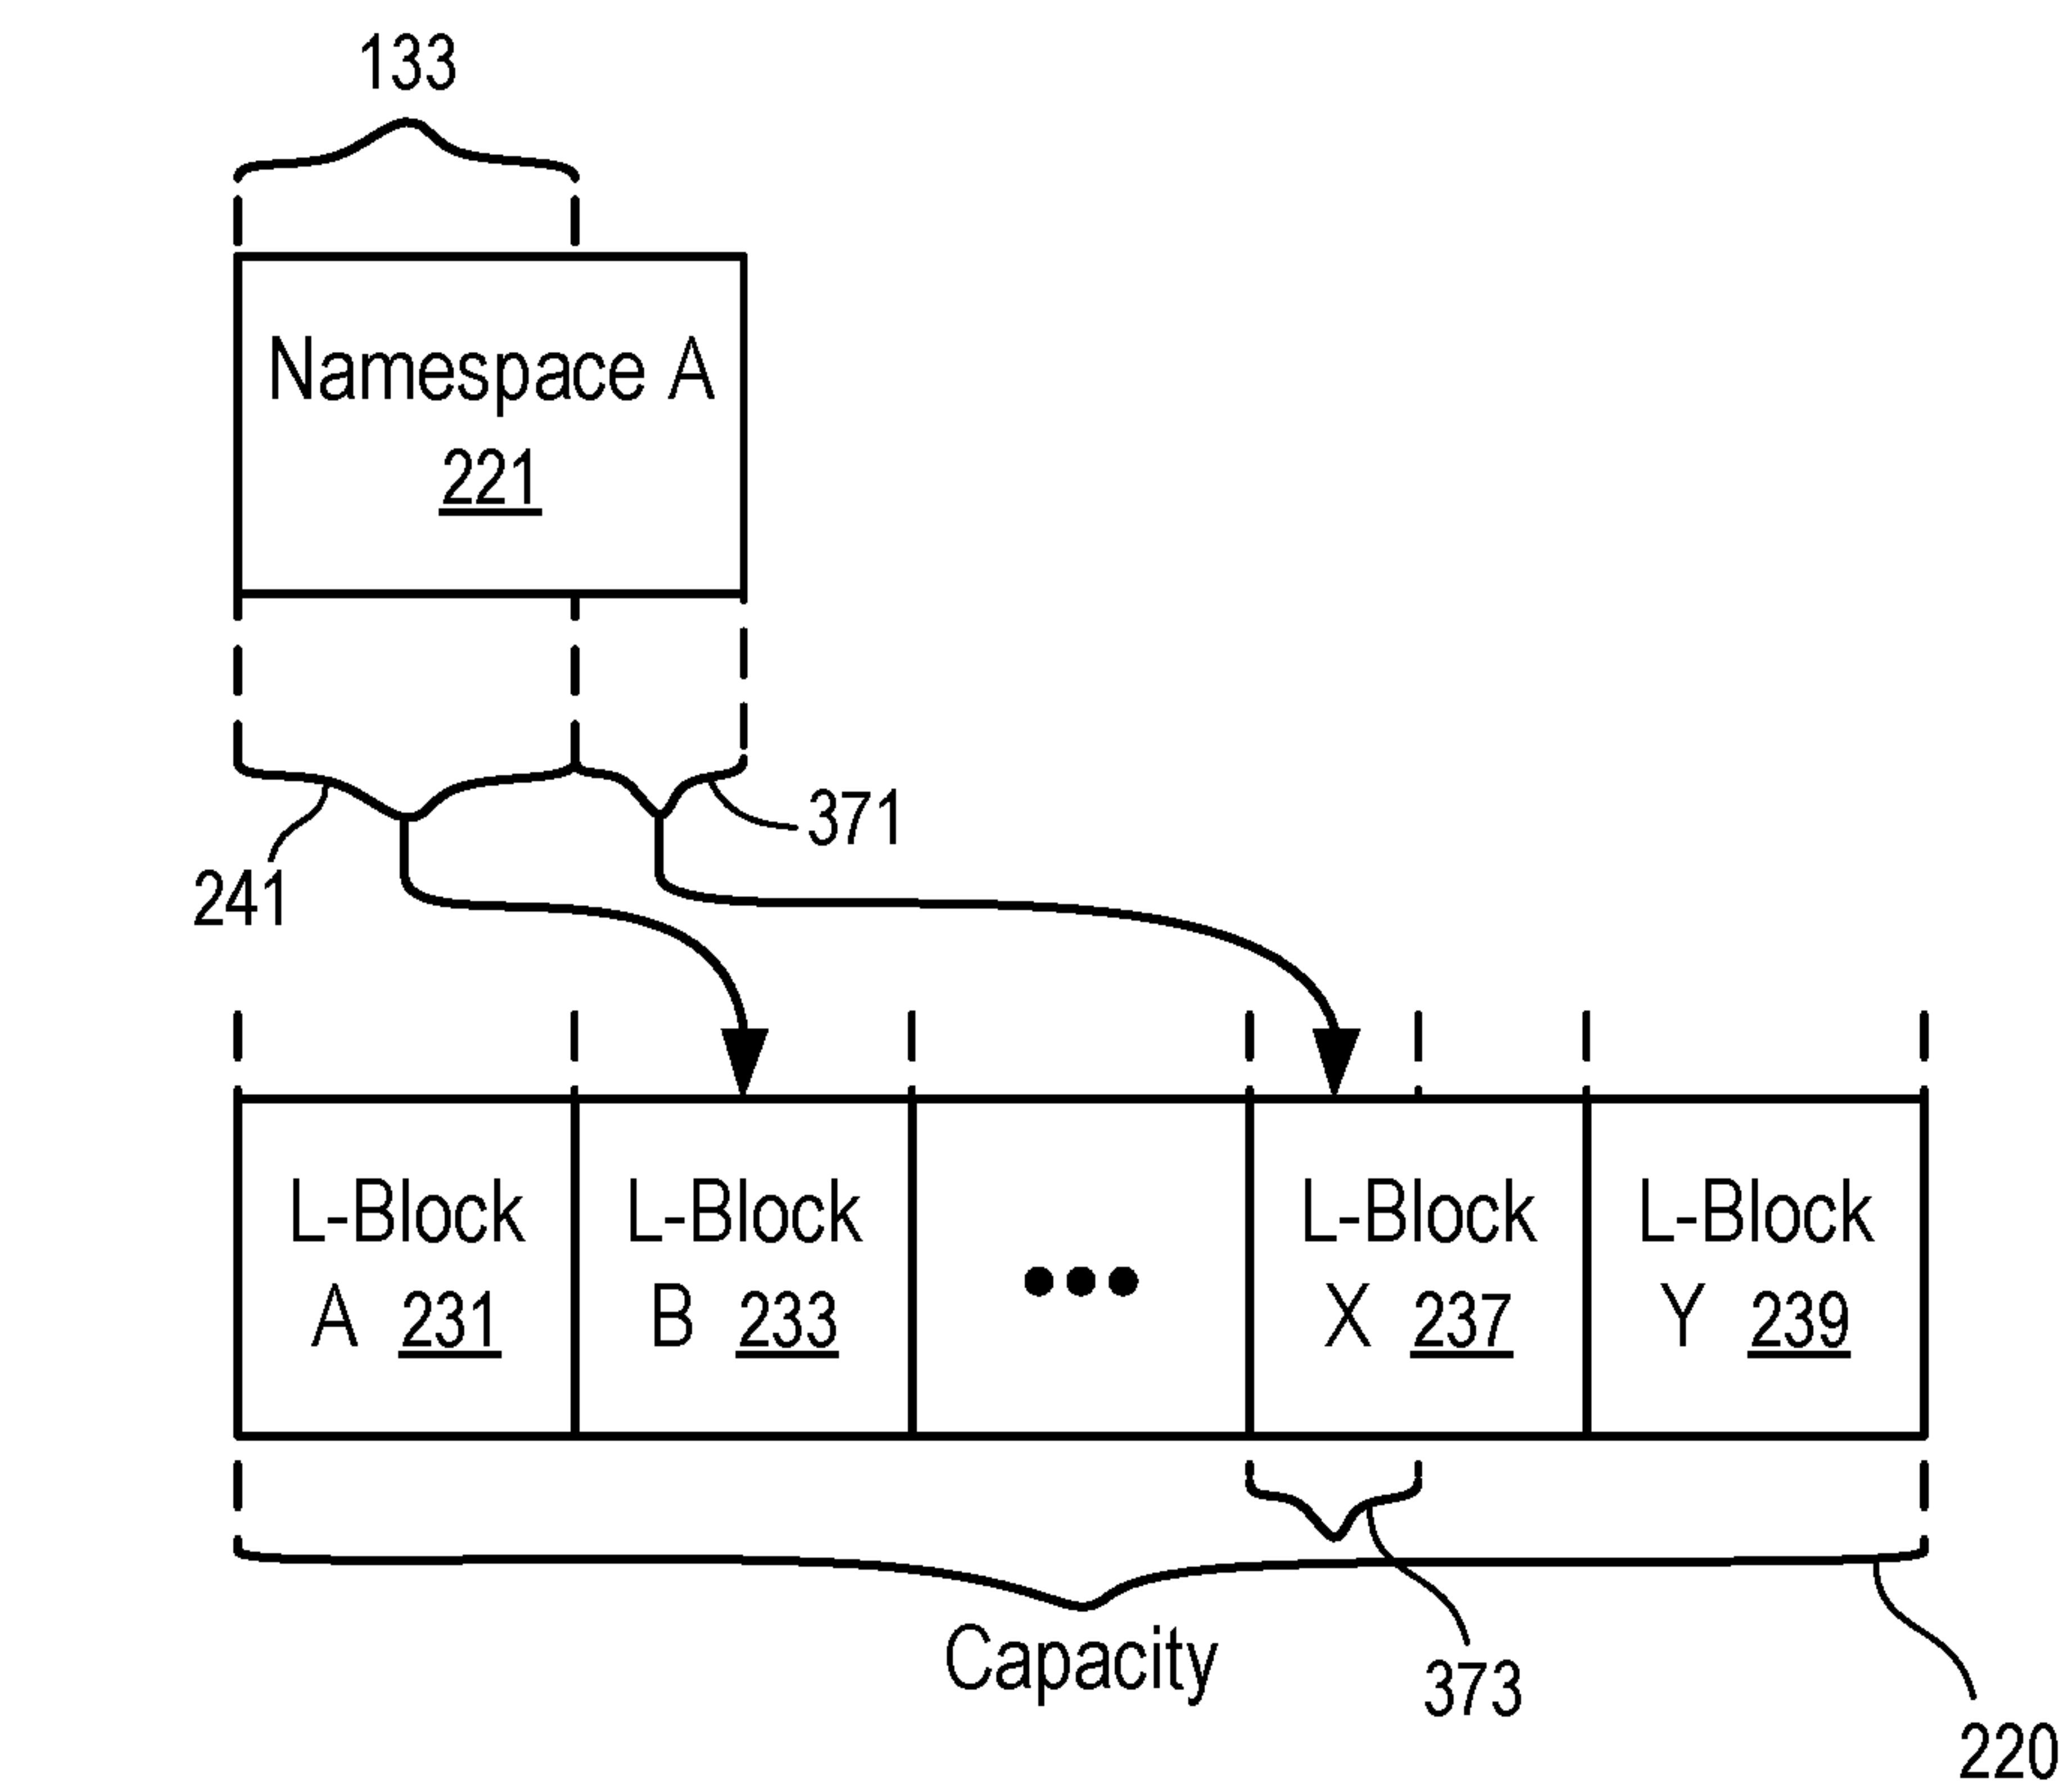 133
Namespace A
221
371
241
L-Block
A 231
L-Block
B 233
•••
L-Block
X 237
L-Block
Y 239
Capacity
373
220